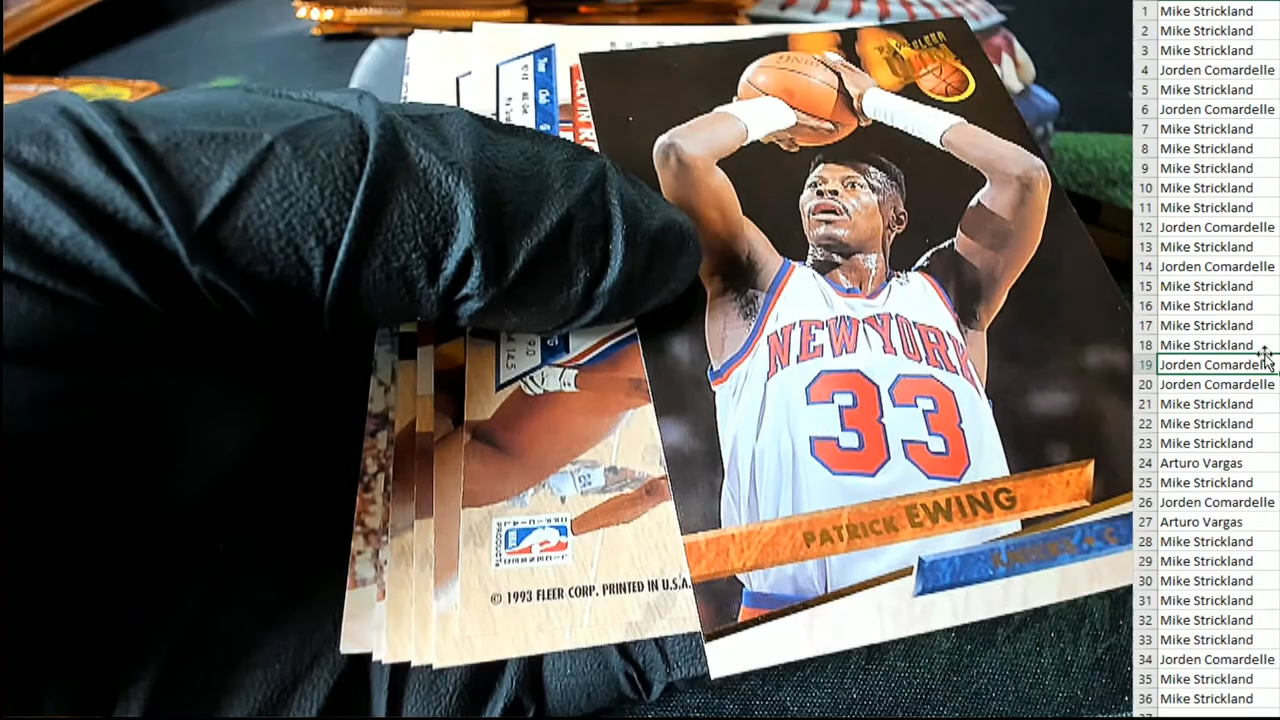 FLEER
NEW YORK
33
PATRICK EWING
© 1993 FLEER CORP. PRINTED IN U.S.A.
1 Mike Strickland
2 Mike Strickland
3 Mike Strickland
4 Jorden Comardelle
5 Mike Strickland
6 Jorden Comardelle
7 Mike Strickland
8 Mike Strickland
9 Mike Strickland
10 Mike Strickland
11 Mike Strickland
12 Jorden Comardelle
13 Mike Strickland
14 Jorden Comardelle
15 Mike Strickland
16 Mike Strickland
17 Mike Strickland
18 Mike Strickland
19 Jorden Comardelle
20 Jorden Comardelle
21 Mike Strickland
22 Mike Strickland
23 Mike Strickland
24 Arturo Vargas
25 Mike Strickland
26 Jorden Comardelle
27 Arturo Vargas
28 Mike Strickland
29 Mike Strickland
30 Mike Strickland
31 Mike Strickland
32 Mike Strickland
33 Mike Strickland
34 Jorden Comardelle
35 Mike Strickland
36 Mike Strickland